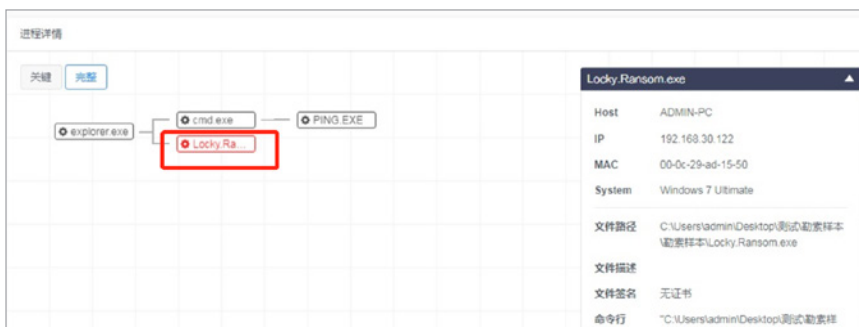 进程详情
关键 完整
explorer.exe
cmd.exe
PING.EXE
Locky.Ra...
Locky.Ransom.exe
Host ADMIN-PC
IP 192.168.30.122
MAC 00-0c-29-ad-15-50
System Windows 7 Ultimate
文件路径 C:\Users\admin\Desktop\测试\勒索样本
\勒索样本\Locky.Ransom.exe
文件描述
文件签名 无证书
命令行 "C:\Users\admin\Desktop\测试\勒索样